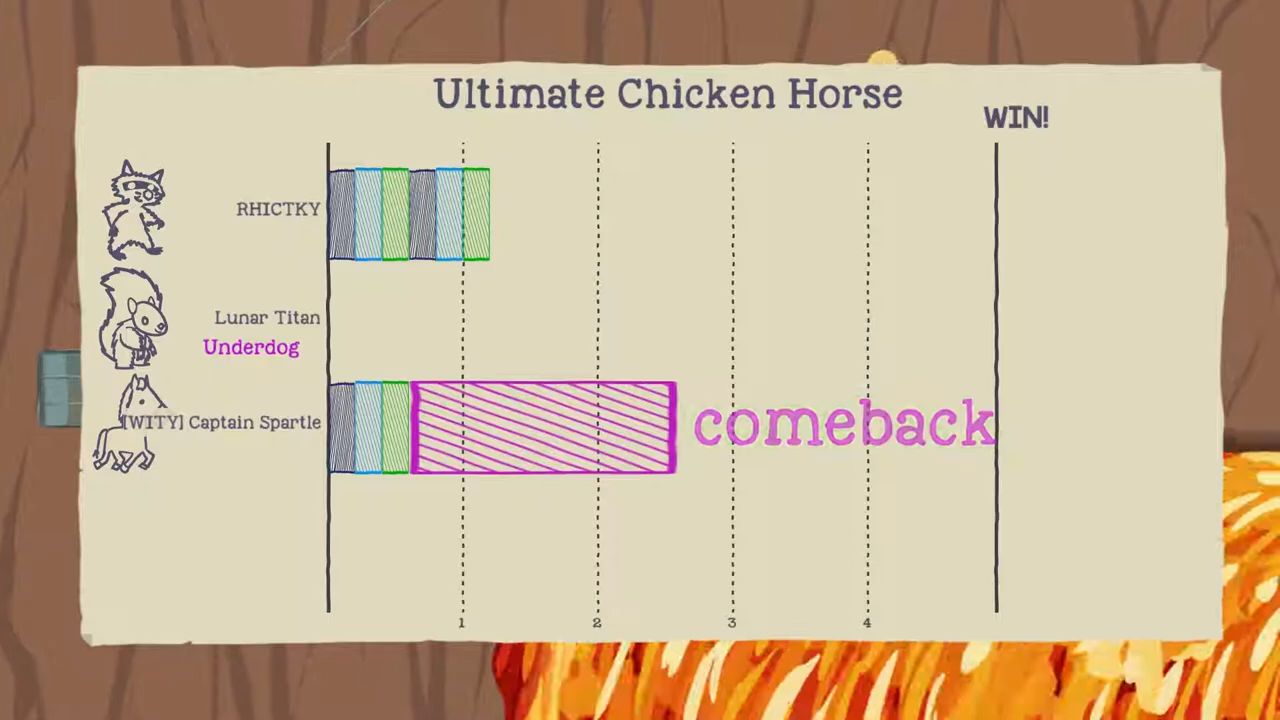 Ultimate Chicken Horse
WIN!
RHICTKY
Lunar Titan
Underdog
[WITY] Captain Spartle
comeback
1 2 3 4